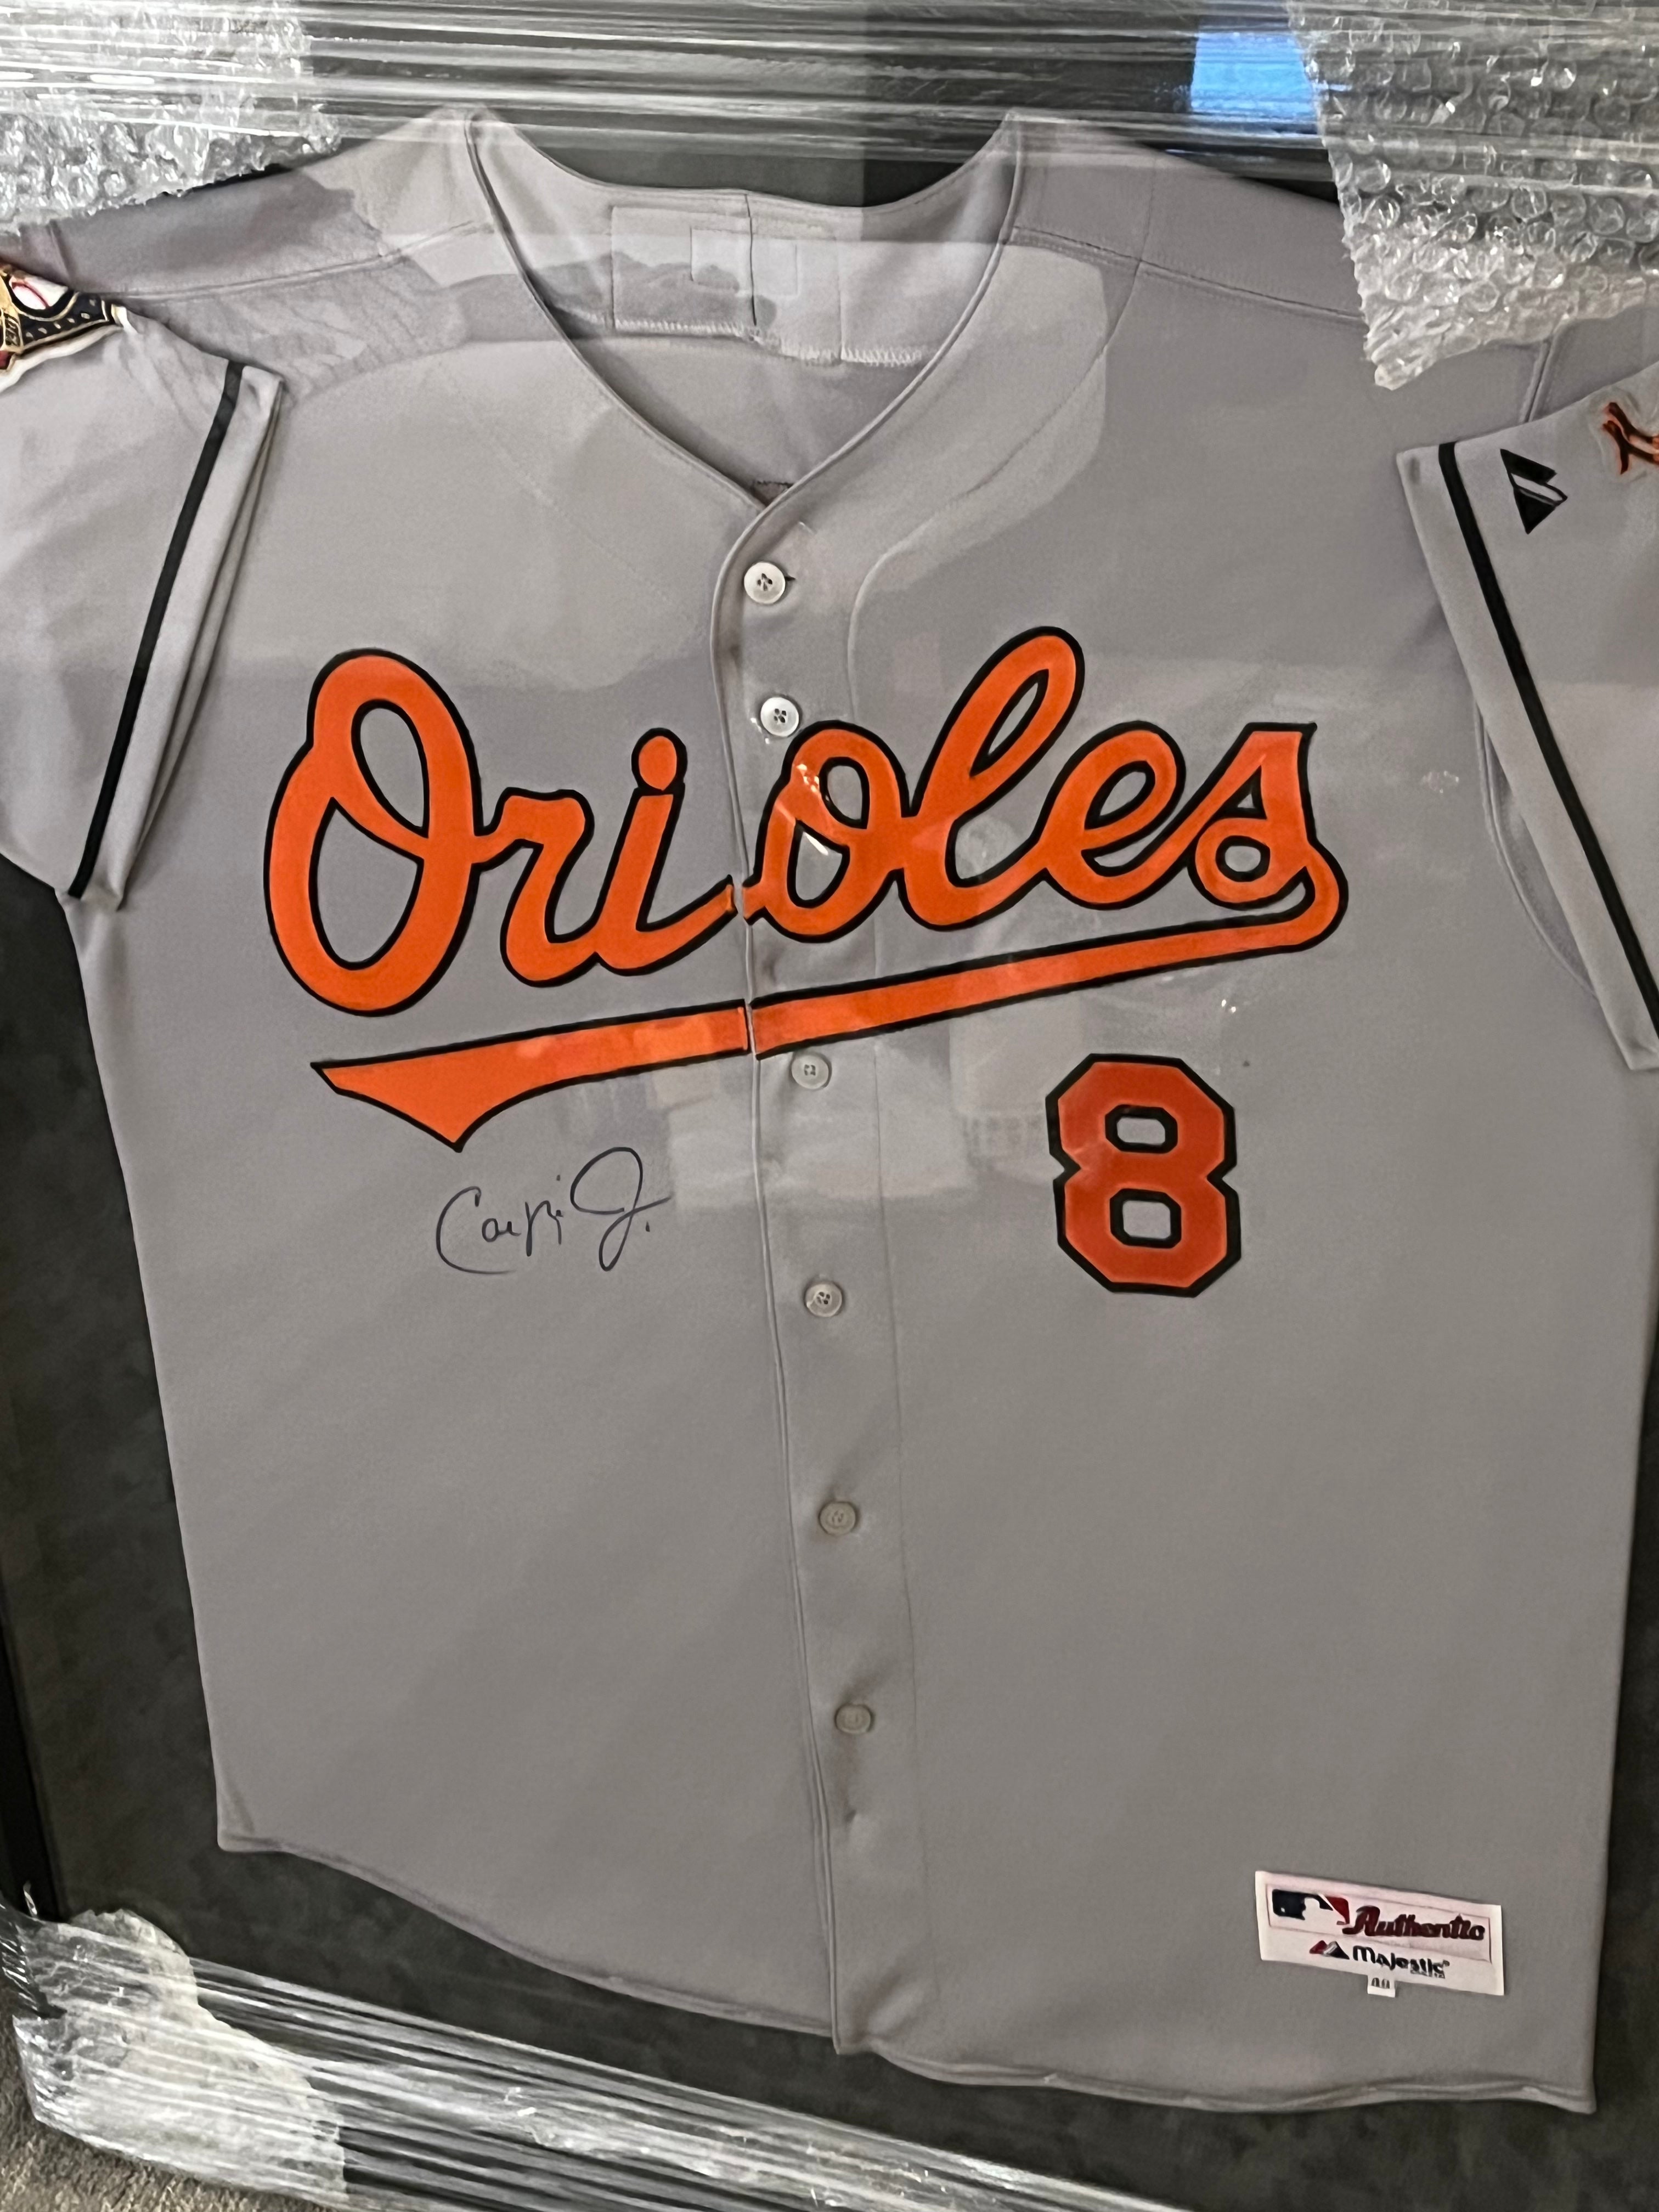 Orioles
8
Authentic
Majestic